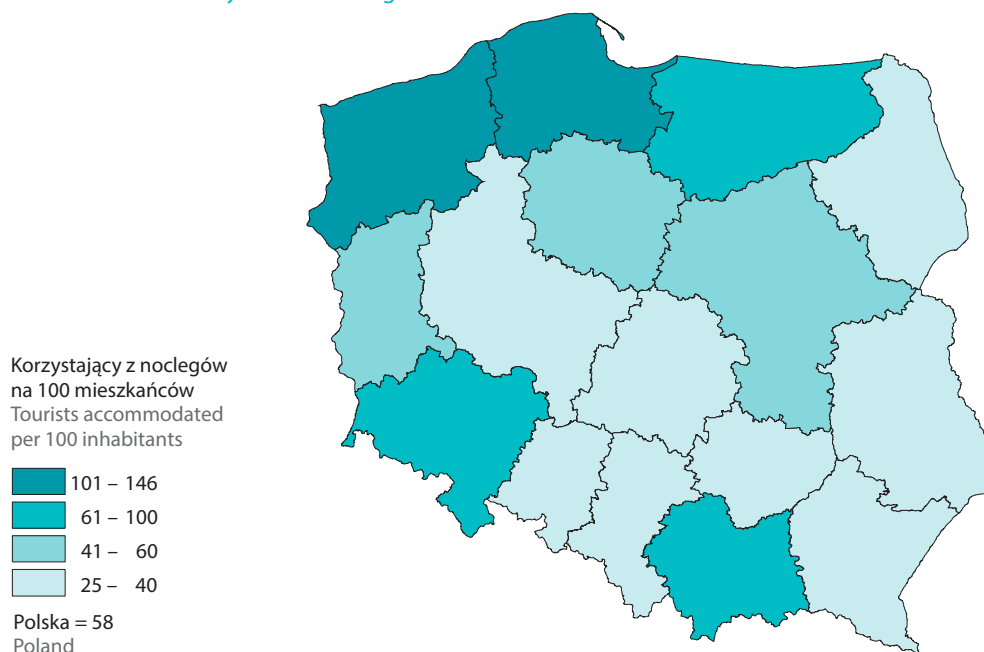 Korzystający z noclegów
na 100 mieszkańców
Tourists accommodated
per 100 inhabitants
101 – 146
61 – 100
41 – 60
25 – 40
Polska = 58
Poland